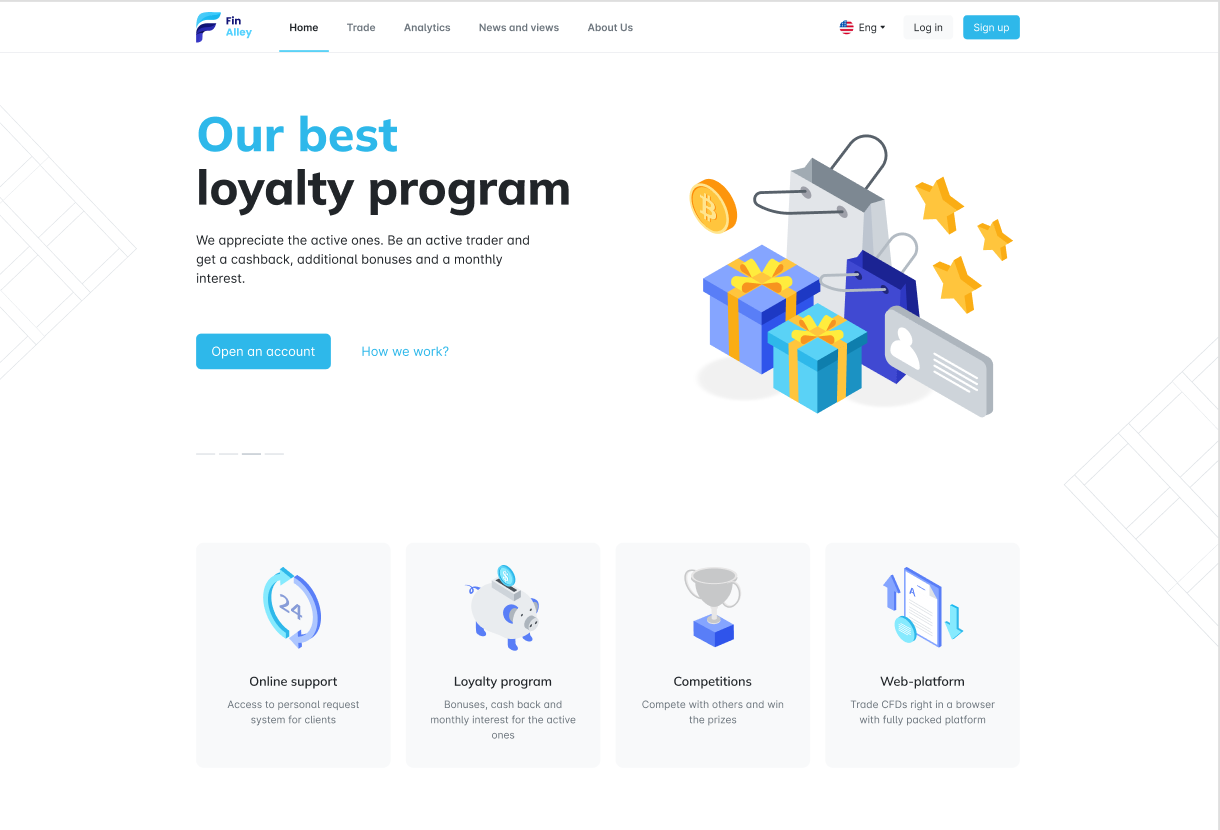 Fin
Alley
Home
Trade
Analytics
News and views
About Us
Eng
Log in
Sign up
Our best
loyalty program
We appreciate the active ones. Be an active trader and
get a cashback, additional bonuses and a monthly
interest.
Open an account
How we work?
24
A
Online support
Access to personal request
system for clients
Loyalty program
Bonuses, cash back and
monthly interest for the active
ones
Competitions
Compete with others and win
the prizes
Web-platform
Trade CFDs right in a browser
with fully packed platform